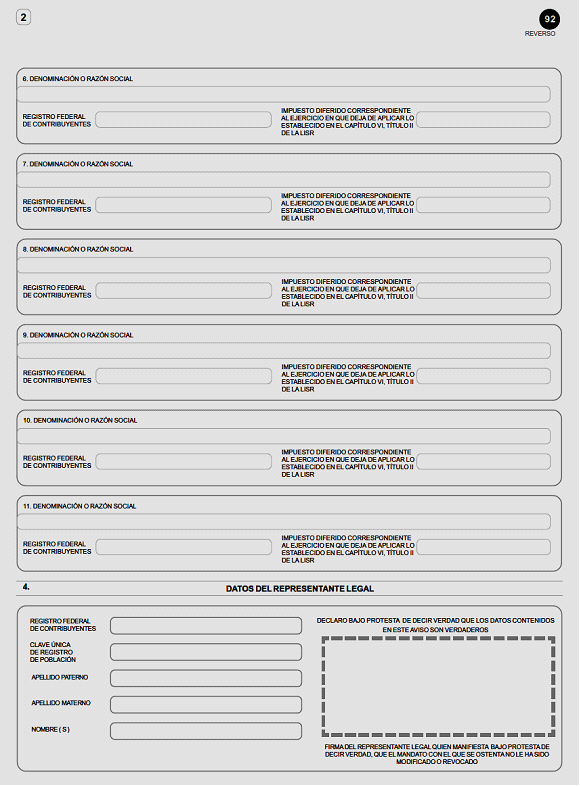 2
92
REVERSO
6. DENOMINACIÓN O RAZÓN SOCIAL
REGISTRO FEDERAL
DE CONTRIBUYENTES
IMPUESTO DIFERIDO CORRESPONDIENTE
AL EJERCICIO EN QUE DEJA DE APLICAR LO
ESTABLECIDO EN EL CAPÍTULO VI, TÍTULO II
DE LA LISR
7. DENOMINACIÓN O RAZÓN SOCIAL
REGISTRO FEDERAL
DE CONTRIBUYENTES
IMPUESTO DIFERIDO CORRESPONDIENTE
AL EJERCICIO EN QUE DEJA DE APLICAR LO
ESTABLECIDO EN EL CAPÍTULO VI, TÍTULO II
DE LA LISR
8. DENOMINACIÓN O RAZÓN SOCIAL
REGISTRO FEDERAL
DE CONTRIBUYENTES
IMPUESTO DIFERIDO CORRESPONDIENTE
AL EJERCICIO EN QUE DEJA DE APLICAR LO
ESTABLECIDO EN EL CAPÍTULO VI, TÍTULO II
DE LA LISR
9. DENOMINACIÓN O RAZÓN SOCIAL
REGISTRO FEDERAL
DE CONTRIBUYENTES
IMPUESTO DIFERIDO CORRESPONDIENTE
AL EJERCICIO EN QUE DEJA DE APLICAR LO
ESTABLECIDO EN EL CAPÍTULO VI, TÍTULO II
DE LA LISR
10. DENOMINACIÓN O RAZÓN SOCIAL
REGISTRO FEDERAL
DE CONTRIBUYENTES
IMPUESTO DIFERIDO CORRESPONDIENTE
AL EJERCICIO EN QUE DEJA DE APLICAR LO
ESTABLECIDO EN EL CAPÍTULO VI, TÍTULO II
DE LA LISR
11. DENOMINACIÓN O RAZÓN SOCIAL
REGISTRO FEDERAL
DE CONTRIBUYENTES
IMPUESTO DIFERIDO CORRESPONDIENTE
AL EJERCICIO EN QUE DEJA DE APLICAR LO
ESTABLECIDO EN EL CAPÍTULO VI, TÍTULO II
DE LA LISR
4. DATOS DEL REPRESENTANTE LEGAL
REGISTRO FEDERAL
DE CONTRIBUYENTES
CLAVE ÚNICA
DE REGISTRO
DE POBLACIÓN
APELLIDO PATERNO
APELLIDO MATERNO
NOMBRE ( S )
DECLARO BAJO PROTESTA DE DECIR VERDAD QUE LOS DATOS CONTENIDOS
EN ESTE AVISO SON VERDADEROS
FIRMA DEL REPRESENTANTE LEGAL QUIEN MANIFIESTA BAJO PROTESTA DE
DECIR VERDAD, QUE EL MANDATO CON EL QUE SE OSTENTA NO LE HA SIDO
MODIFICADO O REVOCADO